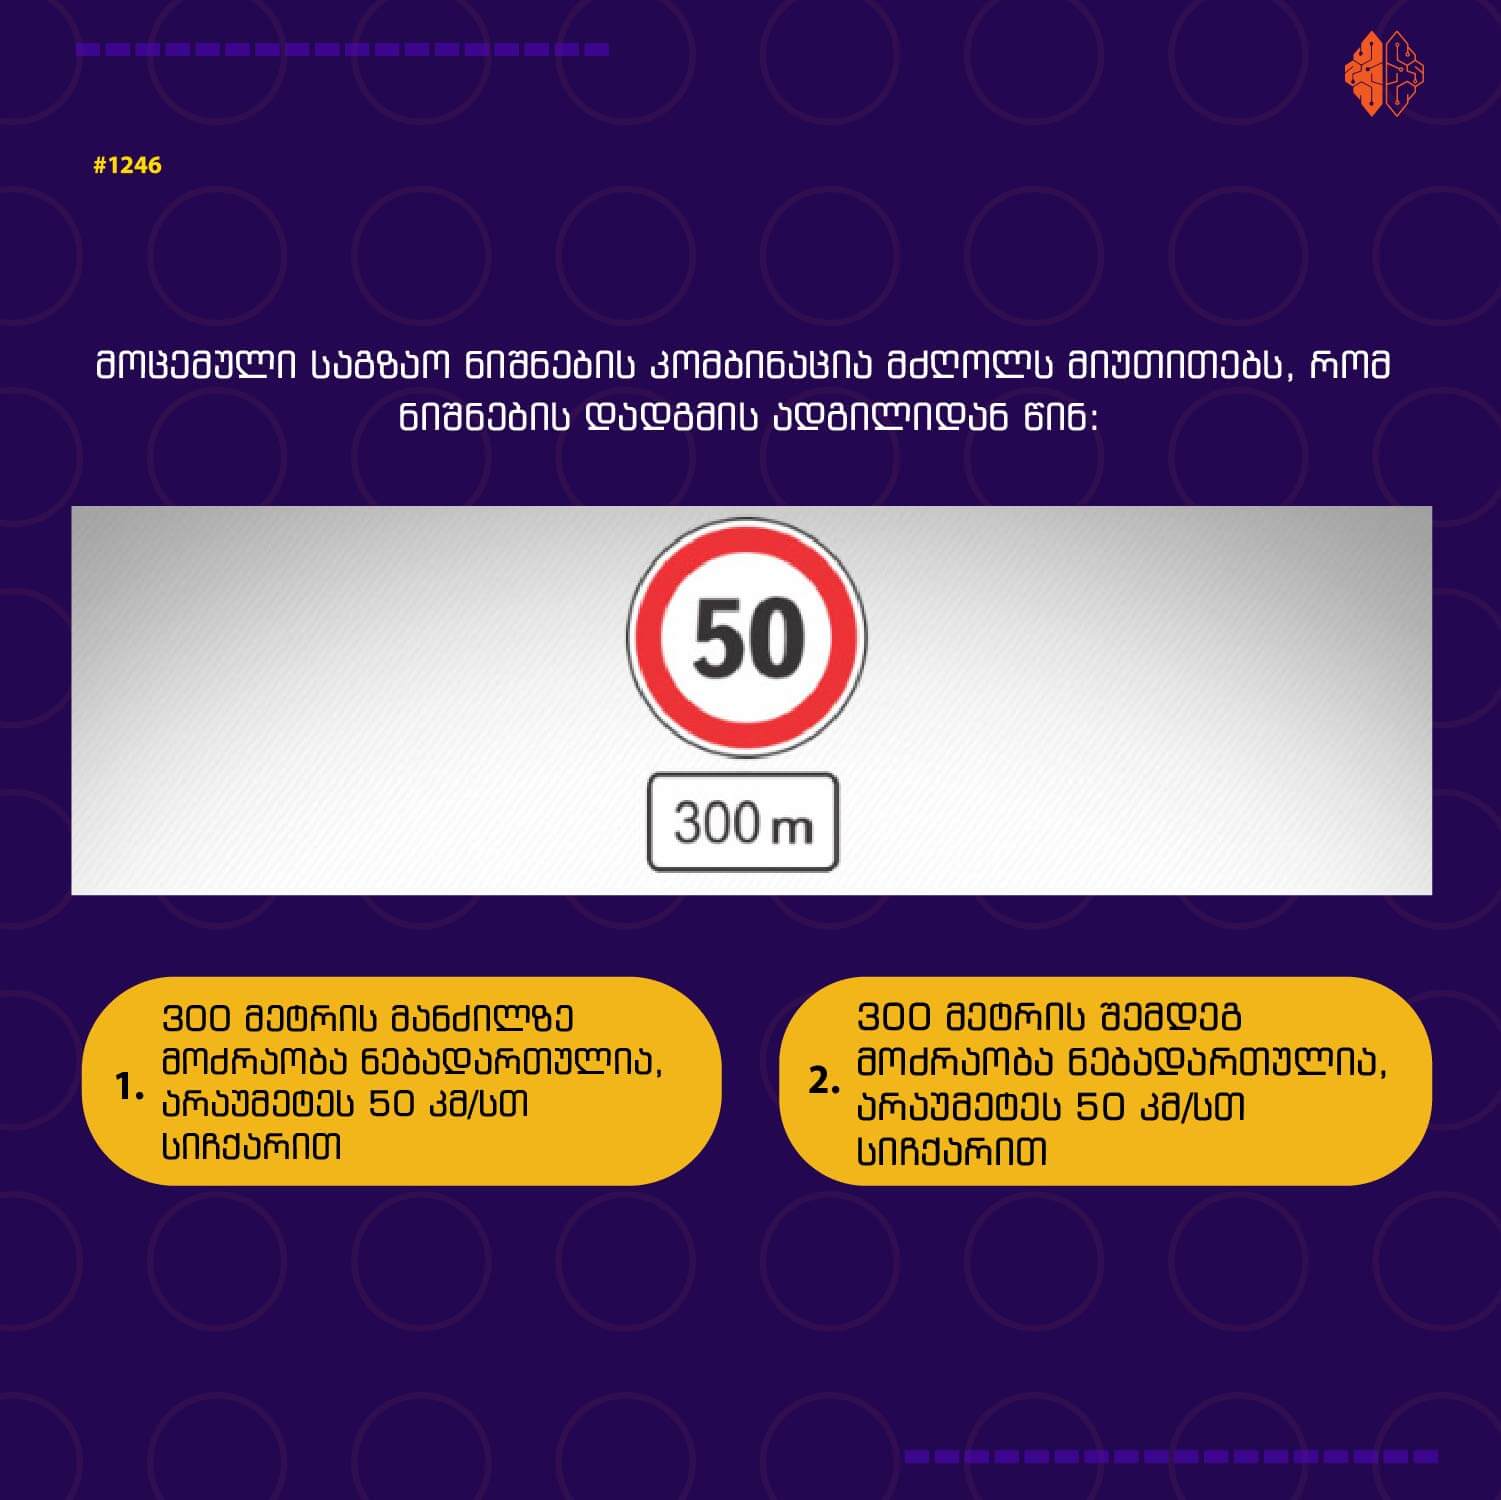 #1246
მოცემული საგზაო ნიშნების კომბინაცია მძღოლს მიუთითებს, რომ
ნიშნების დადგმის ადგილიდან წინ:
50
300 m
1.
300 მეტრის მანძილზე
მოძრაობა ნებადართულია,
არაუმეტეს 50 კმ/სთ
სიჩქარით
2.
300 მეტრის შემდეგ
მოძრაობა ნებადართულია,
არაუმეტეს 50 კმ/სთ
სიჩქარით